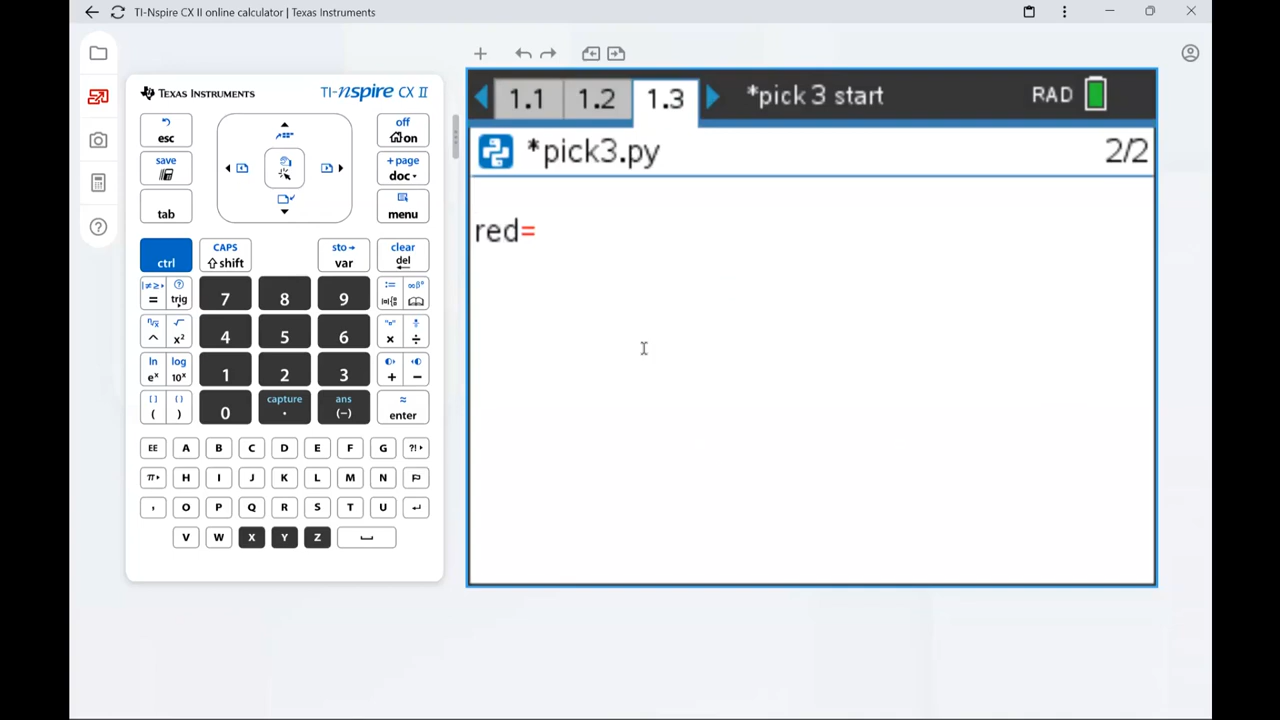 TI-Nspire CX II online calculator | Texas Instruments
TEXAS INSTRUMENTS
TI-nspire CX II
esc
off
on
save
+ page
doc
tab
menu
ctrl
CAPS
shift
sto →
var
clear
del
= trig 7 8 9
^ x² 4 5 6 × ÷
ln log
eˣ 10ˣ 1 2 3 + −
[ ] { }
( ) 0
capture
.
ans
(−)
≈
enter
EE A B C D E F G ?!
π H I J K L M N
, O P Q R S T U
V W X Y Z
1.1 1.2 1.3 *pick 3 start RAD
*pick3.py 2/2
red=